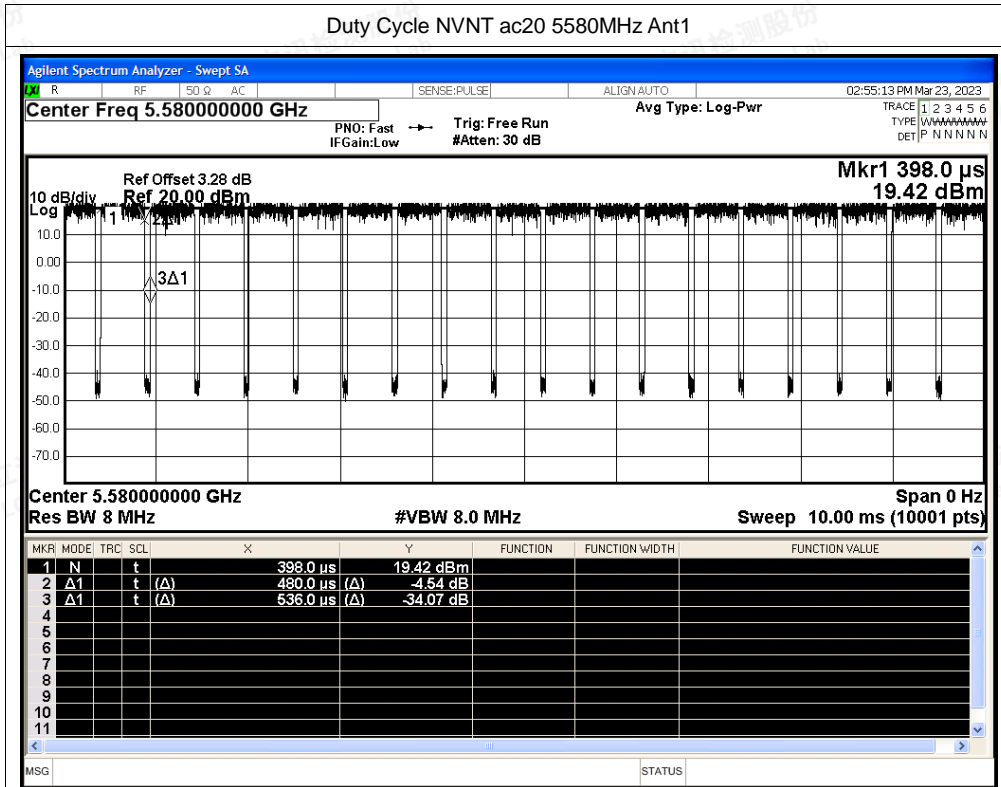 Duty Cycle NVNT ac20 5580MHz Ant1
Agilent Spectrum Analyzer - Swept SA
LXI R RF 50 Ω AC SENSE:PULSE ALIGN AUTO 02:55:13 PM Mar 23, 2023
Center Freq 5.580000000 GHz Avg Type: Log-Pwr TRACE 1 2 3 4 5 6
PNO: Fast Trig: Free Run TYPE WWWWWW
IFGain:Low #Atten: 30 dB DET P N N N N N
Mkr1 398.0 µs
Ref Offset 3.28 dB
10 dB/div Ref 20.00 dBm 19.42 dBm
Log
1
10.0
0.00
3Δ1
-10.0
-20.0
-30.0
-40.0
-50.0
-60.0
-70.0
Center 5.580000000 GHz Span 0 Hz
Res BW 8 MHz #VBW 8.0 MHz Sweep 10.00 ms (10001 pts)
MKR MODE TRC SCL X Y FUNCTION FUNCTION WIDTH FUNCTION VALUE
1 N t 398.0 µs 19.42 dBm
2 Δ1 t (Δ) 480.0 µs (Δ) -4.54 dB
3 Δ1 t (Δ) 536.0 µs (Δ) -34.07 dB
4
5
6
7
8
9
10
11
MSG STATUS